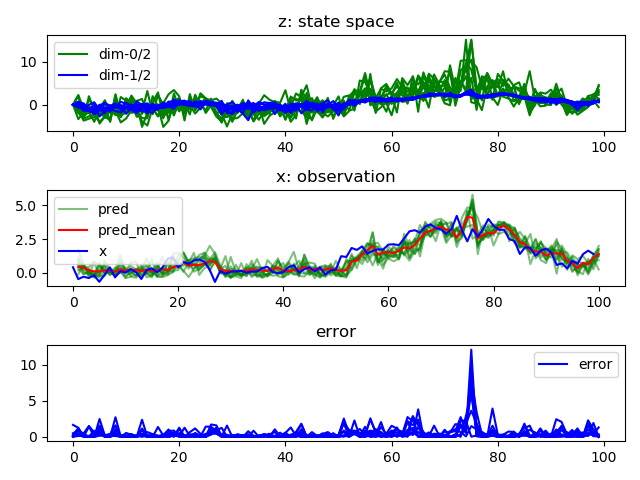 z: state space
10
0
dim-0/2
dim-1/2
0 20 40 60 80 100
x: observation
5.0
2.5
0.0
pred
pred_mean
x
0 20 40 60 80 100
error
10
5
0
error
0 20 40 60 80 100